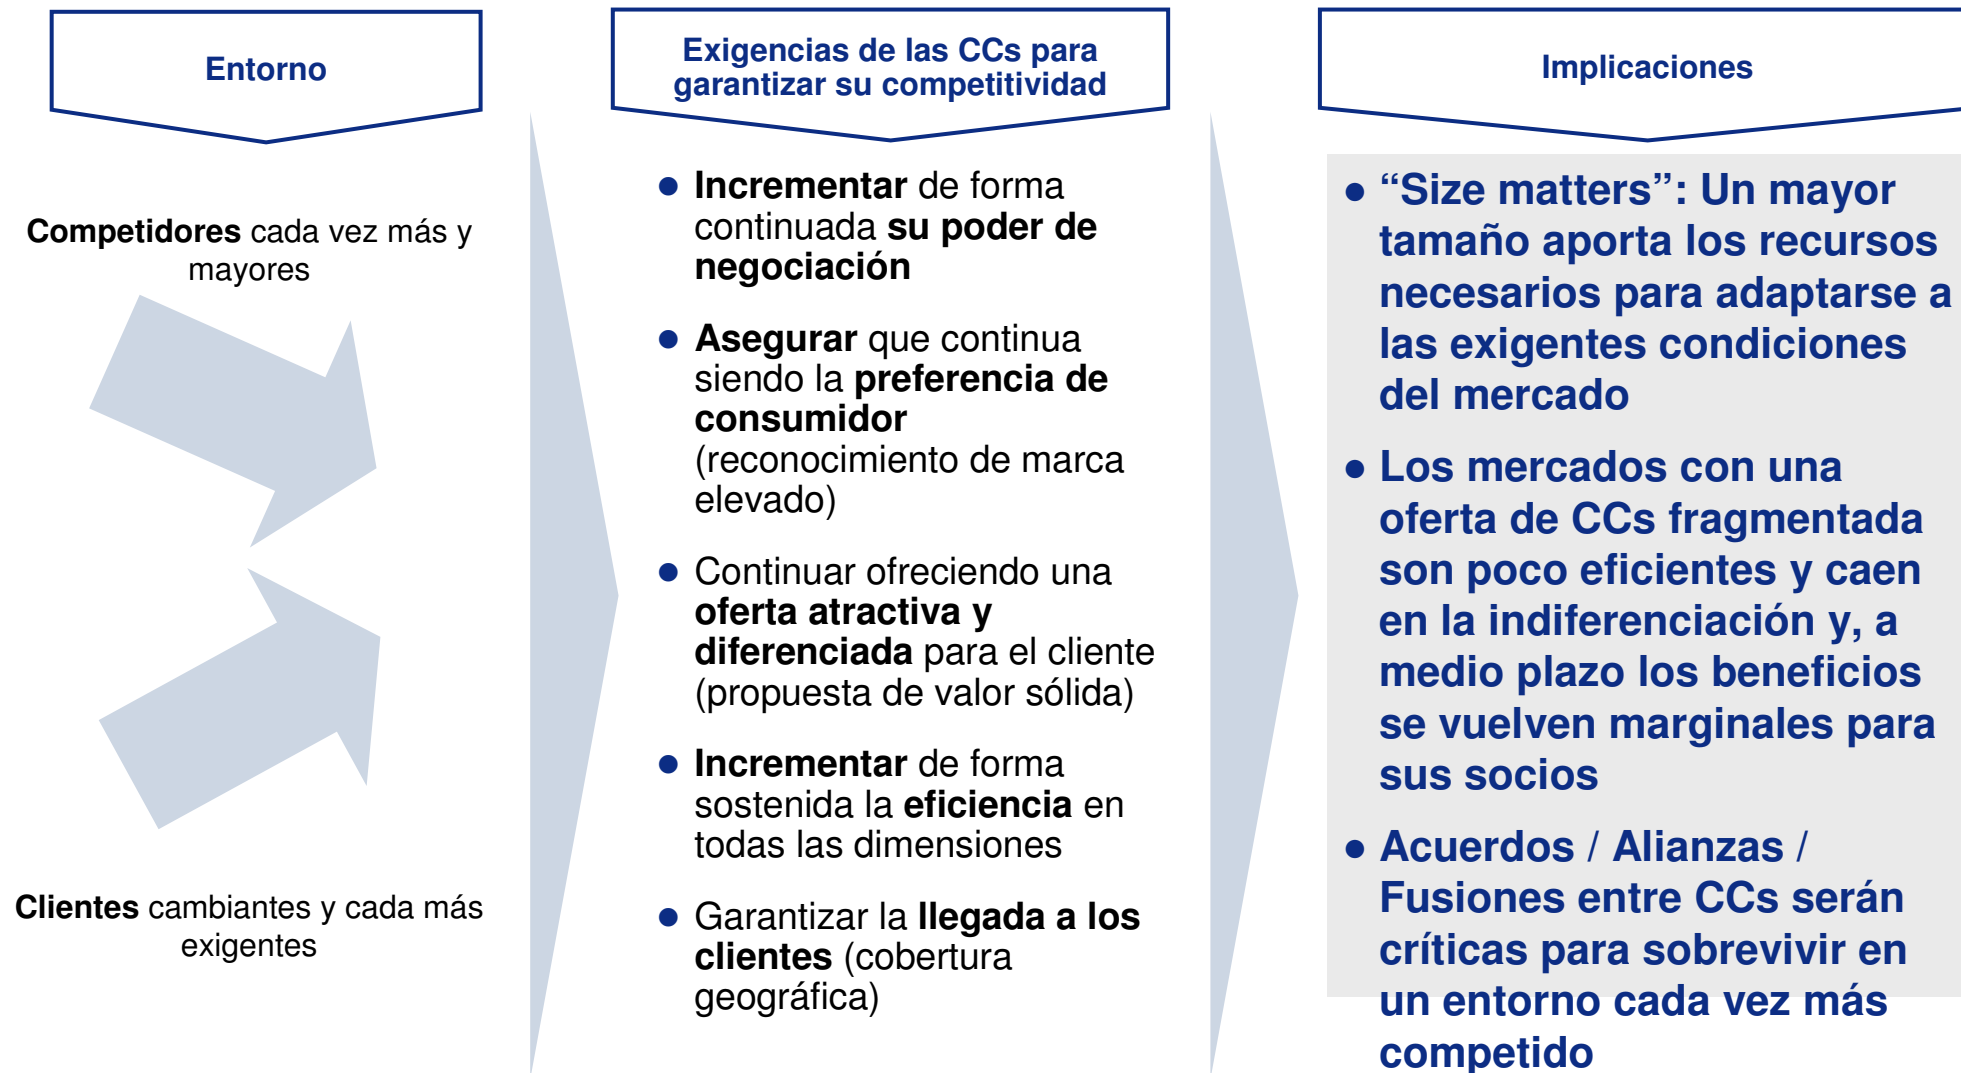 Entorno
Competidores cada vez más y
mayores
Clientes cambiantes y cada más
exigentes
Exigencias de las CCs para
garantizar su competitividad
● Incrementar de forma
continuada su poder de
negociación
● Asegurar que continua
siendo la preferencia de
consumidor
(reconocimiento de marca
elevado)
● Continuar ofreciendo una
oferta atractiva y
diferenciada para el cliente
(propuesta de valor sólida)
● Incrementar de forma
sostenida la eficiencia en
todas las dimensiones
● Garantizar la llegada a los
clientes (cobertura
geográfica)
Implicaciones
● “Size matters”: Un mayor
tamaño aporta los recursos
necesarios para adaptarse a
las exigentes condiciones
del mercado
● Los mercados con una
oferta de CCs fragmentada
son poco eficientes y caen
en la indiferenciación y, a
medio plazo los beneficios
se vuelven marginales para
sus socios
● Acuerdos / Alianzas /
Fusiones entre CCs serán
críticas para sobrevivir en
un entorno cada vez más
competido